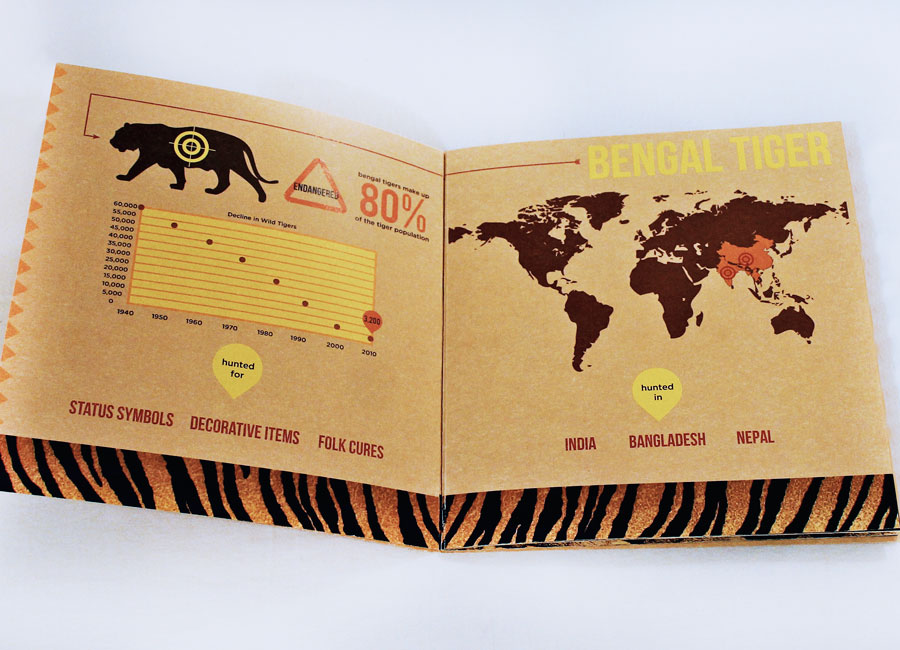 ENDANGERED
bengal tigers make up
80%
of the tiger population
Decline in Wild Tigers
60,000
55,000
50,000
45,000
40,000
35,000
30,000
25,000
20,000
15,000
10,000
5,000
0
3,200
1940 1950 1960 1970 1980 1990 2000 2010
hunted
for
STATUS SYMBOLS DECORATIVE ITEMS FOLK CURES
BENGAL TIGER
hunted
in
INDIA BANGLADESH NEPAL